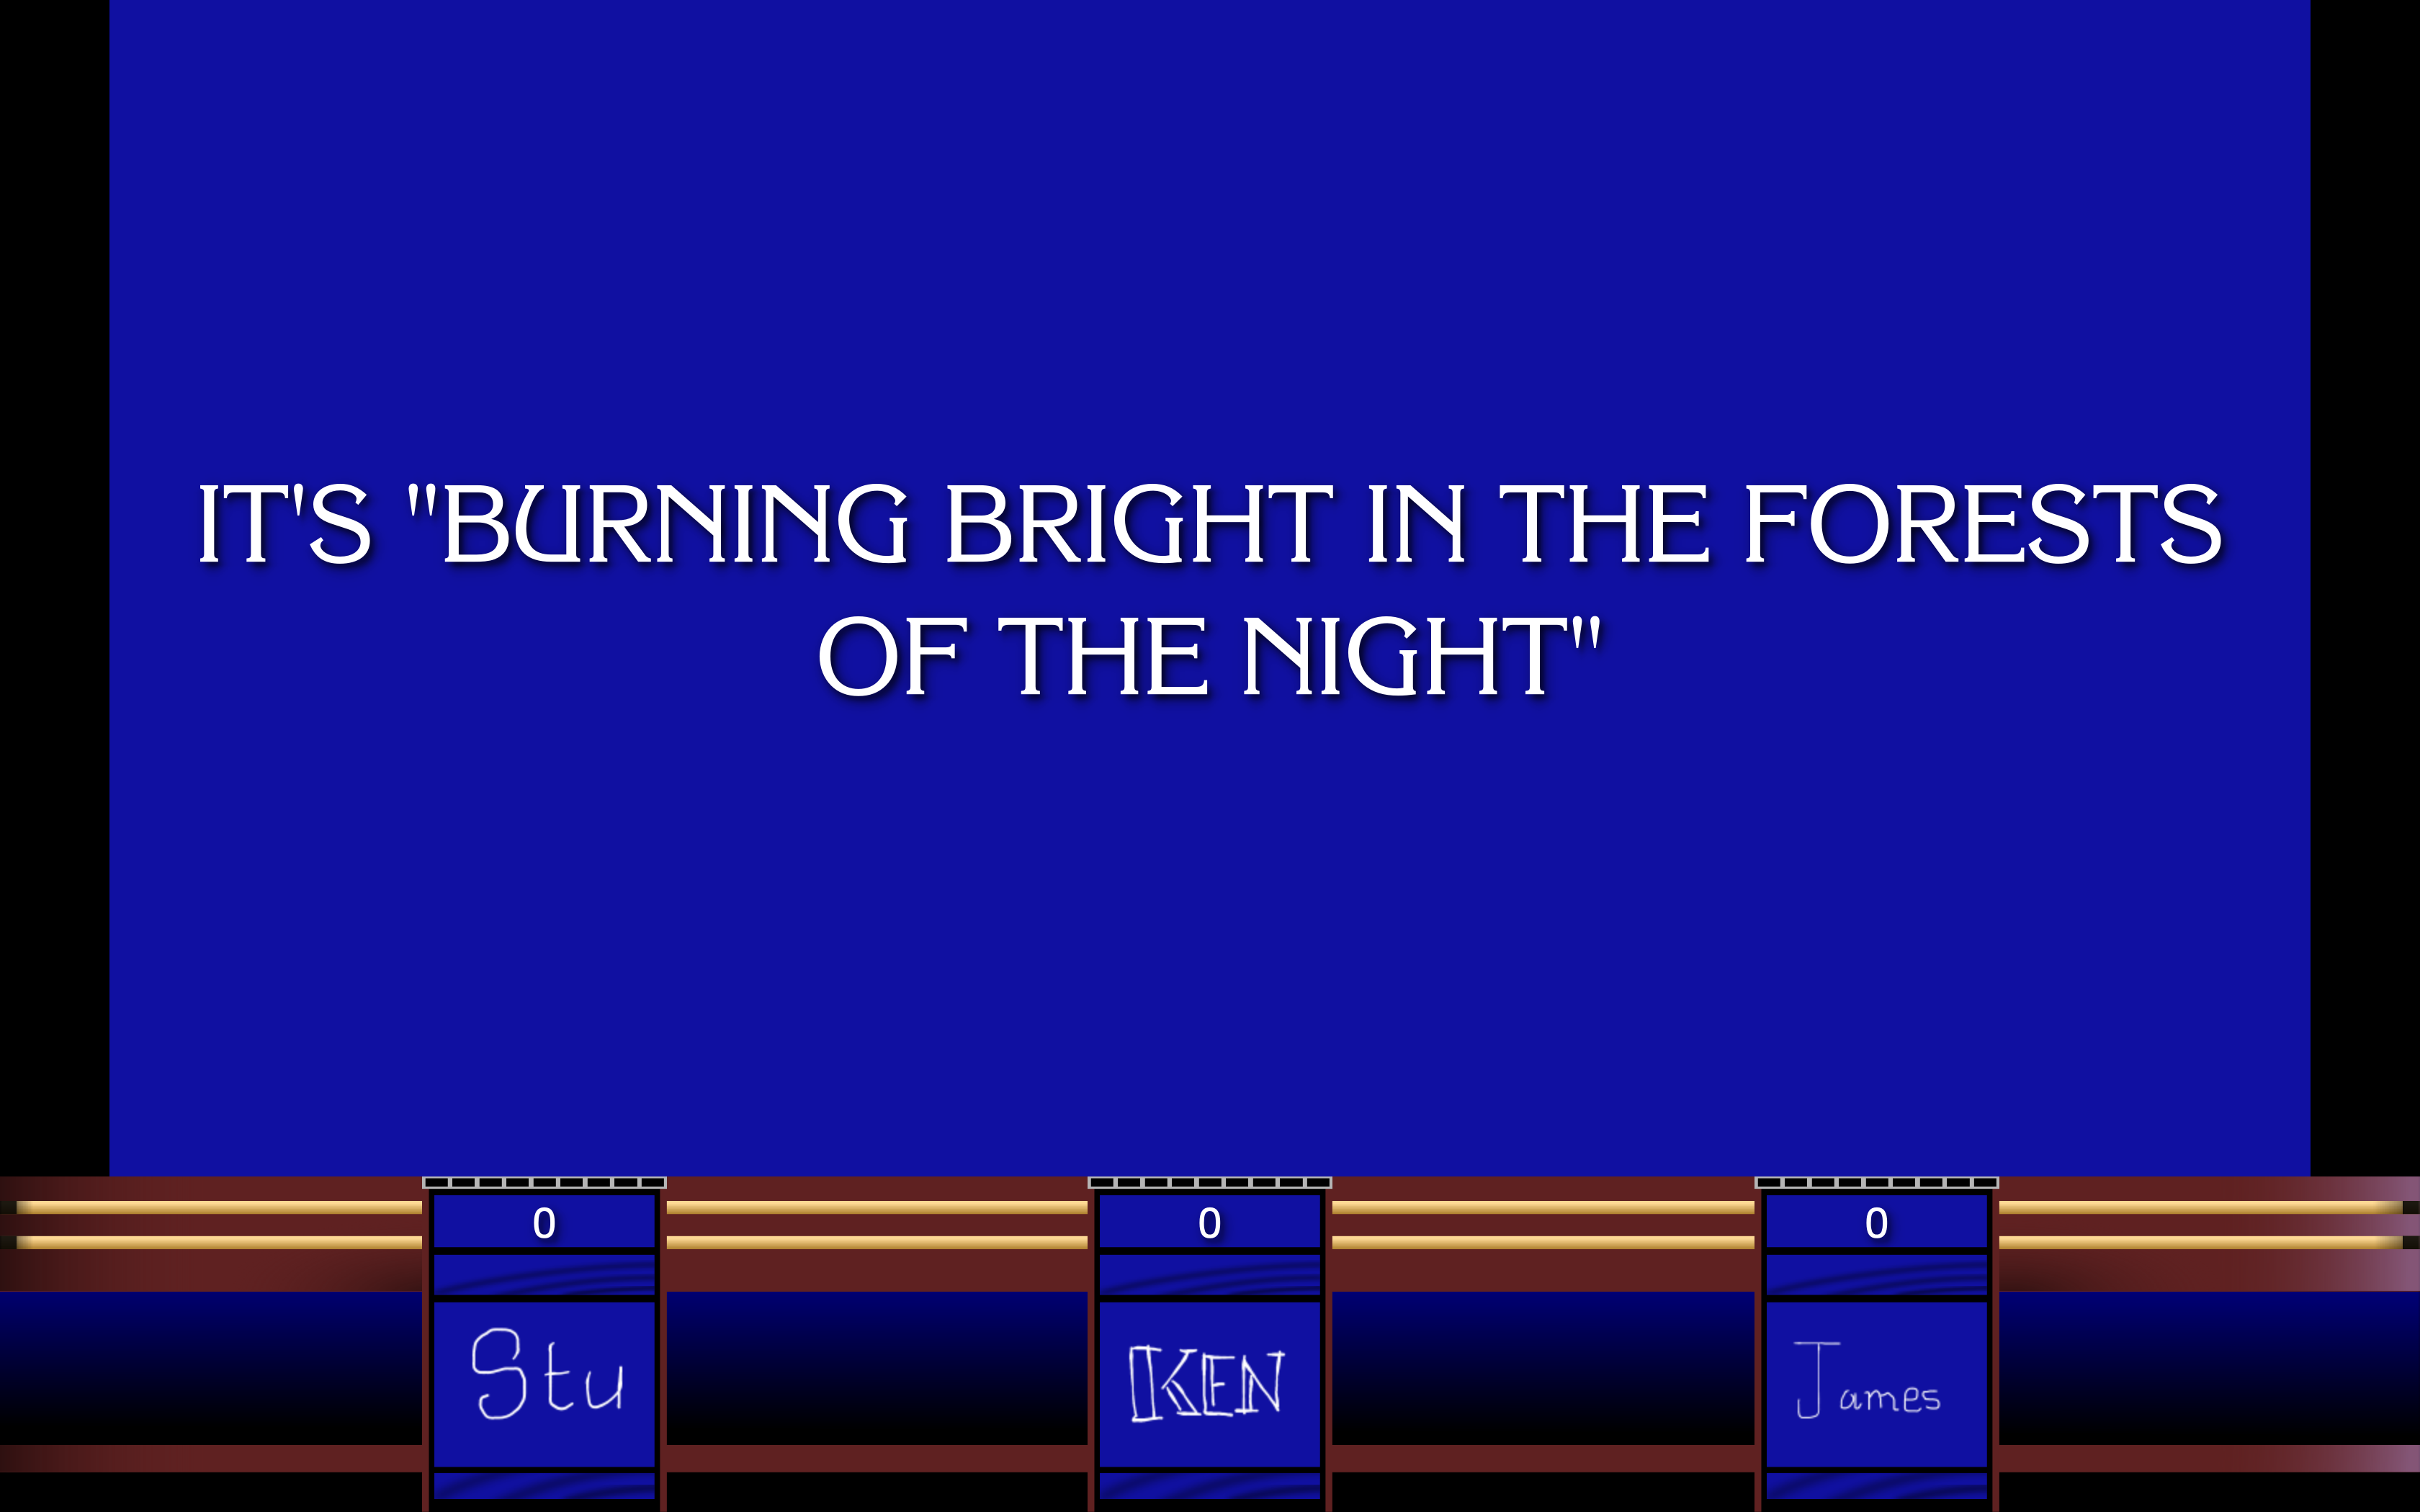 IT'S "BURNING BRIGHT IN THE FORESTS
OF THE NIGHT"
0 0 0
Stu KEN James